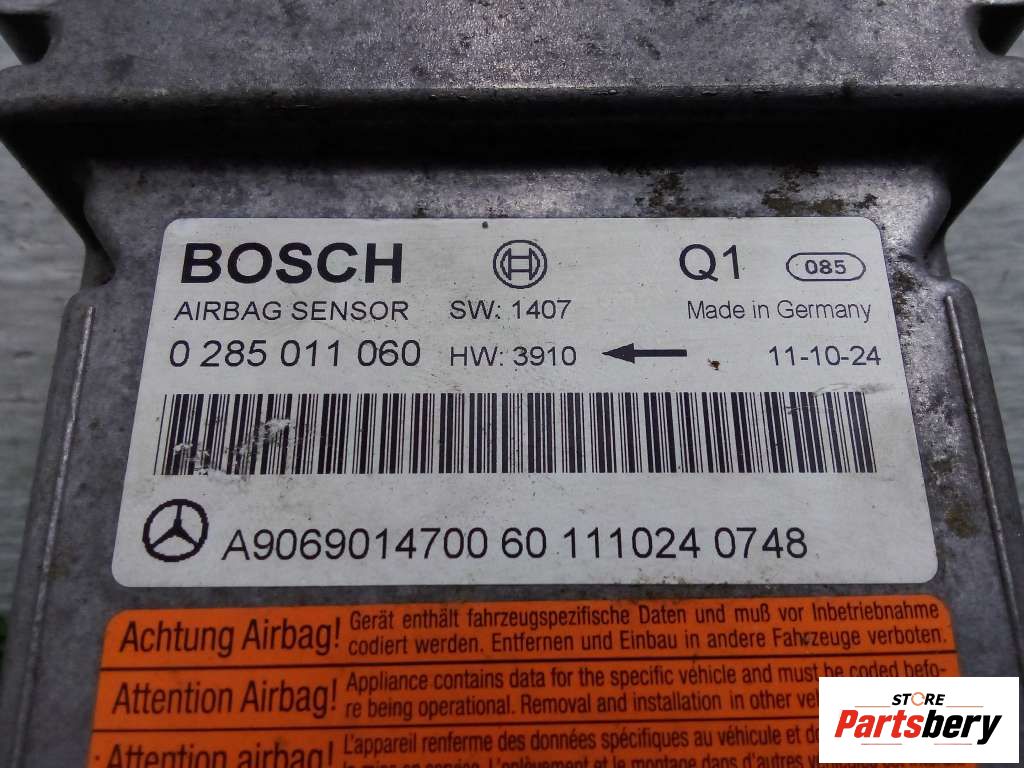 BOSCH
Q1
085
AIRBAG SENSOR
SW: 1407
Made in Germany
0 285 011 060
HW: 3910
11-10-24
A9069014700 60 111024 0748
Achtung Airbag!
Gerät enthält fahrzeugspezifische Daten und muß vor Inbetriebnahme
codiert werden. Entfernen und Einbau in andere Fahrzeuge verboten.
Attention Airbag!
Appliance contains data for the specific vehicle and must be coded befo-
re being operational. Removal and installation in other
Attention airbag!
L'appareil renferme des données spécifiques au véhicule et
STORE
Partsbery